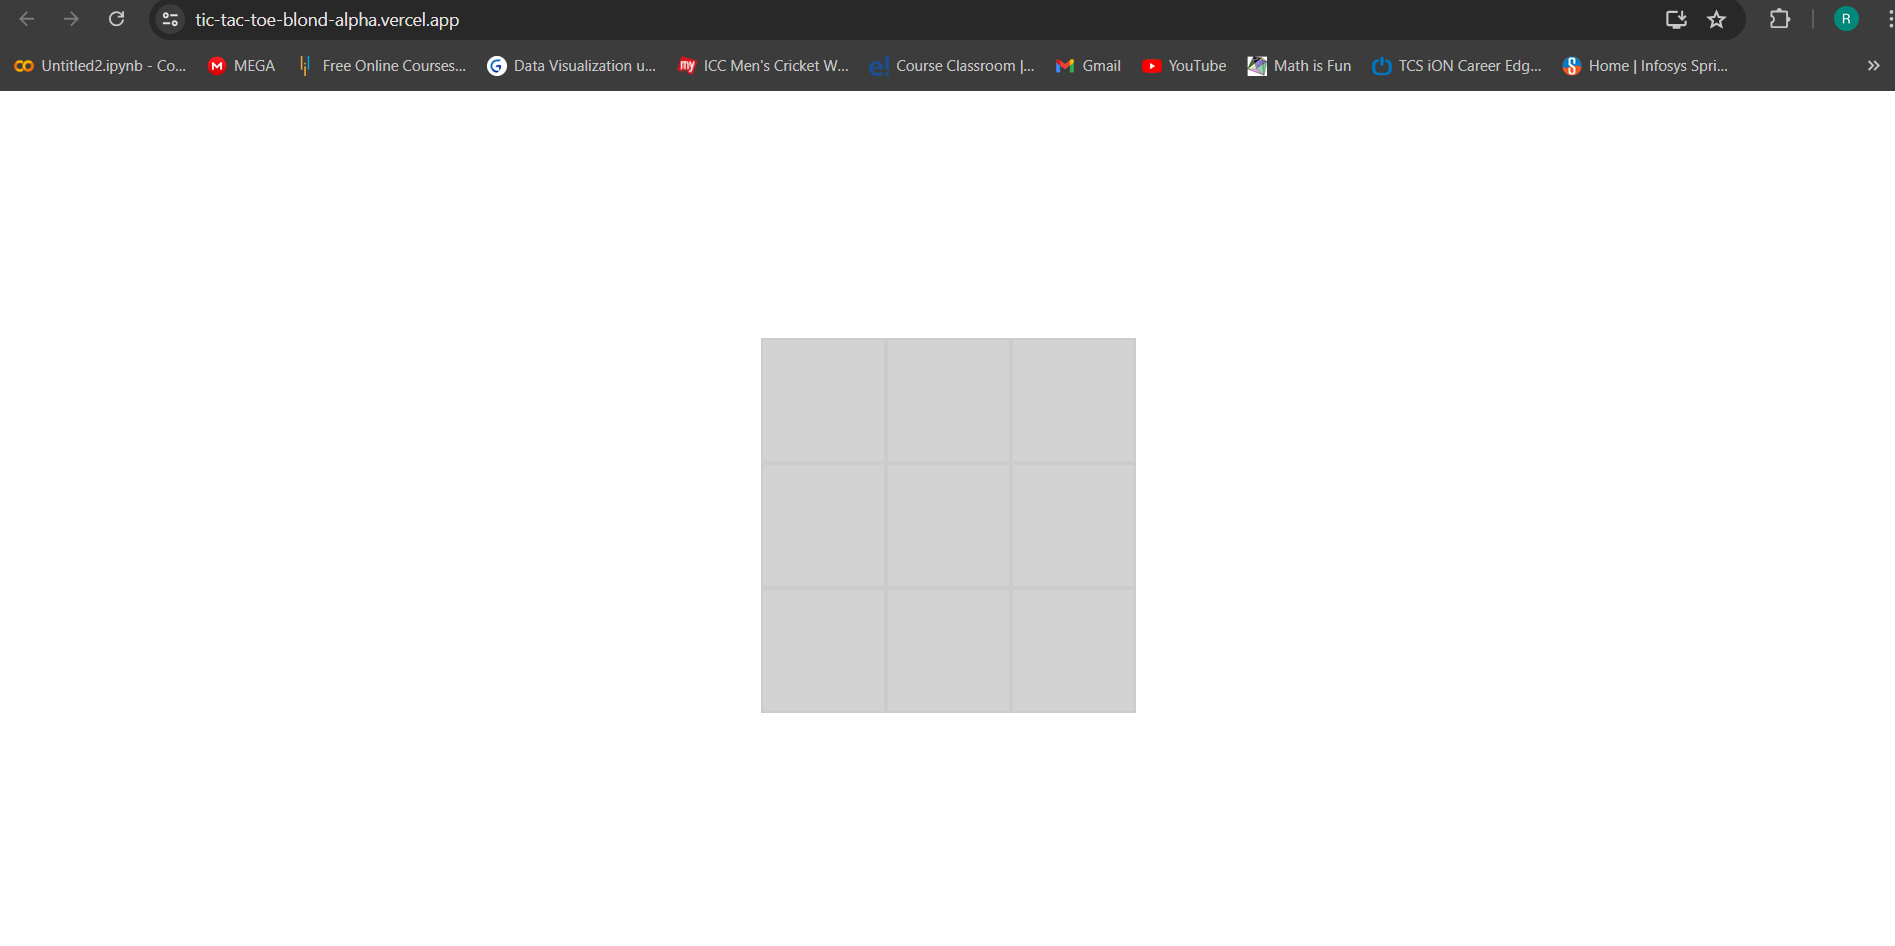 tic-tac-toe-blond-alpha.vercel.app
R
Untitled2.ipynb - Co... MEGA Free Online Courses... G Data Visualization u... my ICC Men's Cricket W... e! Course Classroom |... Gmail YouTube Math is Fun TCS iON Career Edg... Home | Infosys Spri... »